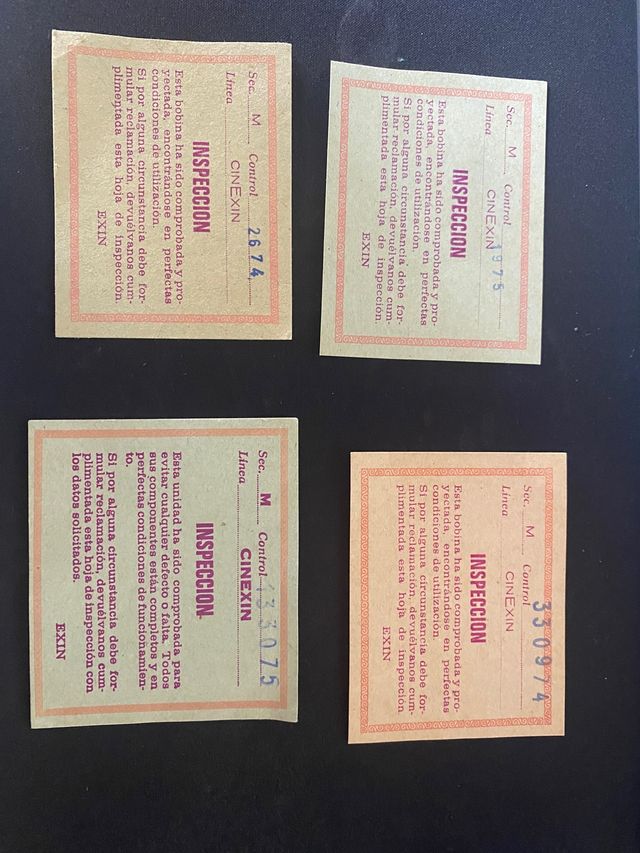 Sec. M Control 2674
Línea CINEXIN
INSPECCION
Esta bobina ha sido comprobada y pro-
yectada, encontrándose en perfectas
condiciones de utilización.
Si por alguna circunstancia debe for-
mular reclamación, devuélvanos cum-
plimentada esta hoja de inspección.
EXIN
Sec. M Control 1975
Línea CINEXIN
INSPECCION
Esta bobina ha sido comprobada y pro-
yectada, encontrándose en perfectas
condiciones de utilización.
Si por alguna circunstancia debe for-
mular reclamación, devuélvanos cum-
plimentada esta hoja de inspección.
EXIN
Sec. M Control 133075
Línea CINEXIN
INSPECCION
Esta unidad ha sido comprobada para
evitar cualquier defecto o falta. Todos
sus componentes están completos y en
perfectas condiciones de funcionamien-
to.
Si por alguna circunstancia debe for-
mular reclamación, devuélvanos cum-
plimentada esta hoja de inspección con
los datos solicitados.
EXIN
Sec. M Control 330974
Línea CINEXIN
INSPECCION
Esta bobina ha sido comprobada y pro-
yectada, encontrándose en perfectas
condiciones de utilización.
Si por alguna circunstancia debe for-
mular reclamación, devuélvanos cum-
plimentada esta hoja de inspección
EXIN